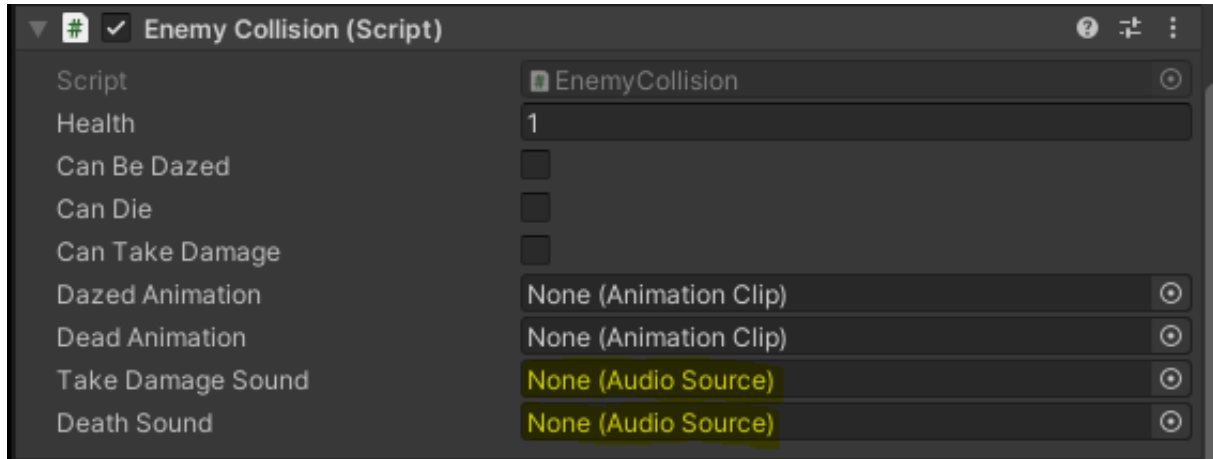 # Enemy Collision (Script)
Script # EnemyCollision
Health 1
Can Be Dazed
Can Die
Can Take Damage
Dazed Animation None (Animation Clip)
Dead Animation None (Animation Clip)
Take Damage Sound None (Audio Source)
Death Sound None (Audio Source)